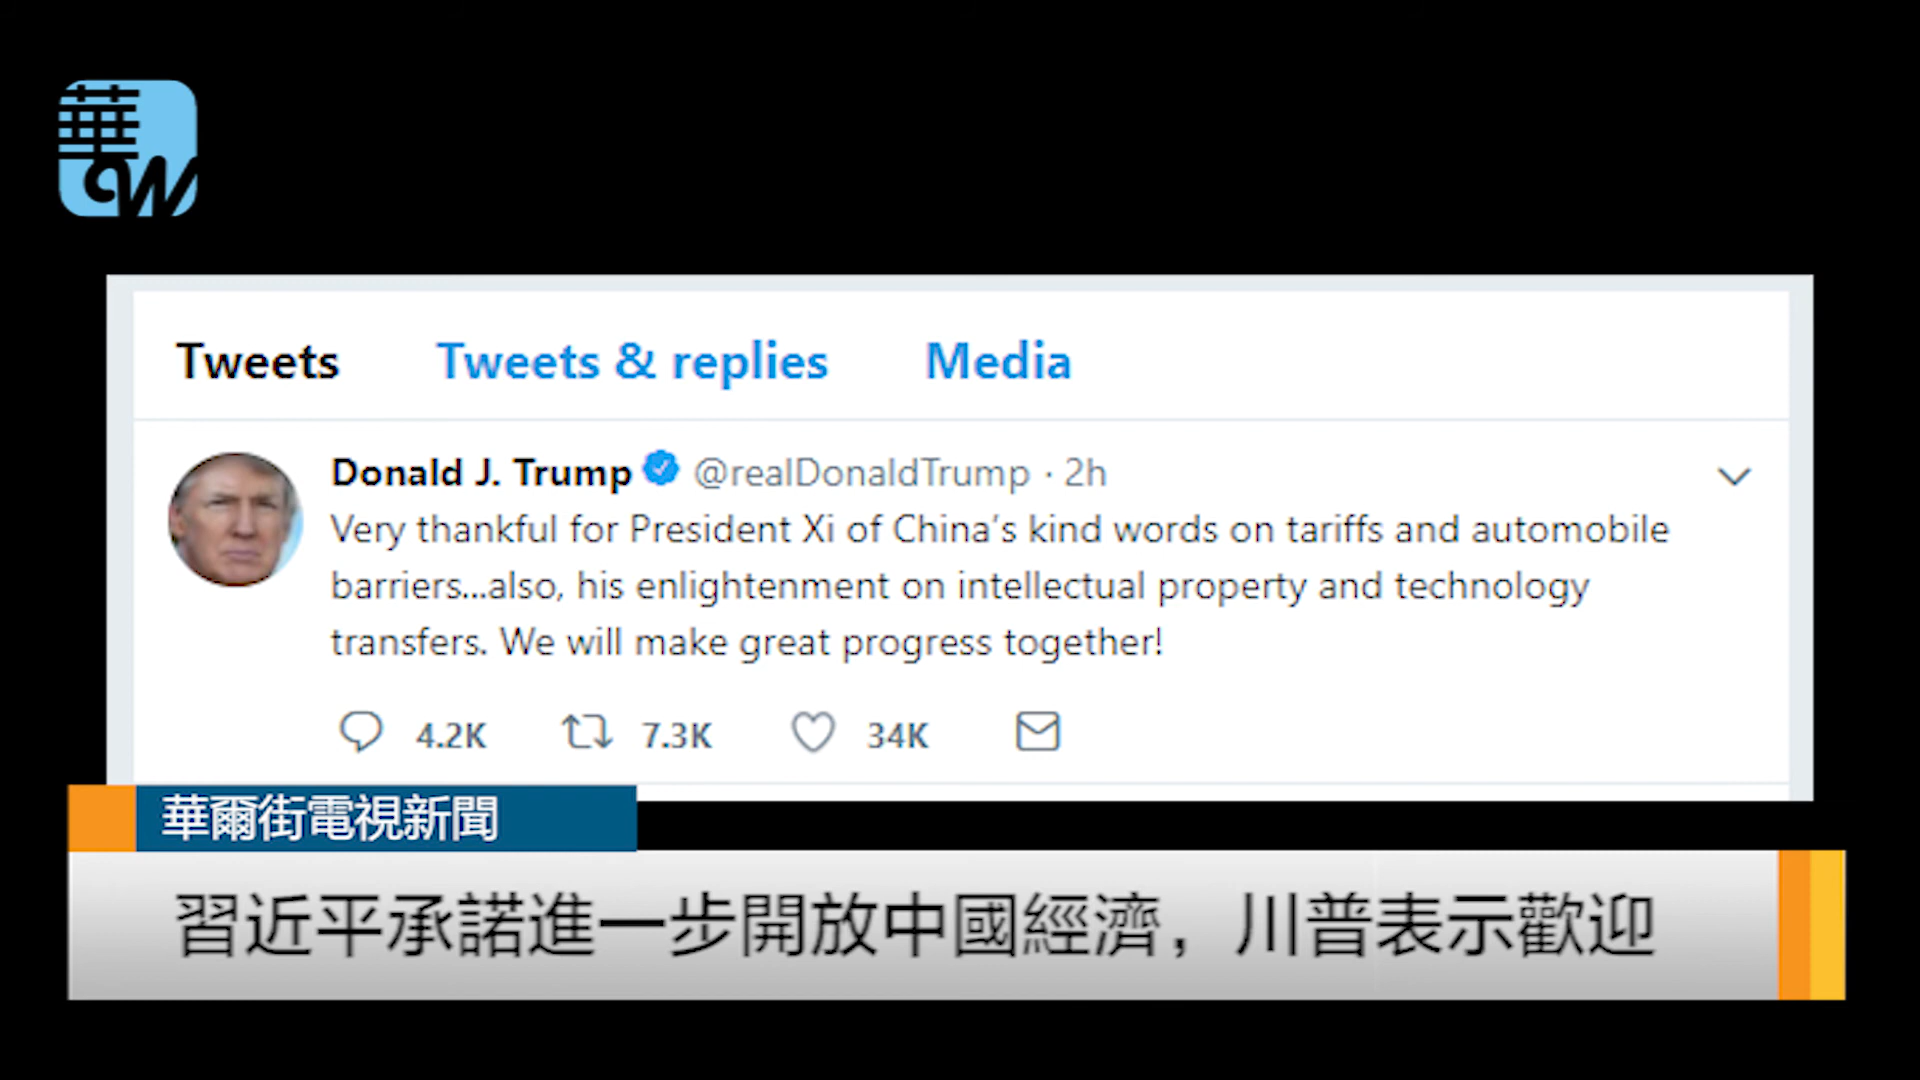 華
CW
Tweets Tweets & replies Media
Donald J. Trump @realDonaldTrump · 2h
Very thankful for President Xi of China's kind words on tariffs and automobile
barriers...also, his enlightenment on intellectual property and technology
transfers. We will make great progress together!
4.2K 7.3K 34K
華爾街電視新聞
習近平承諾進一步開放中國經濟，川普表示歡迎